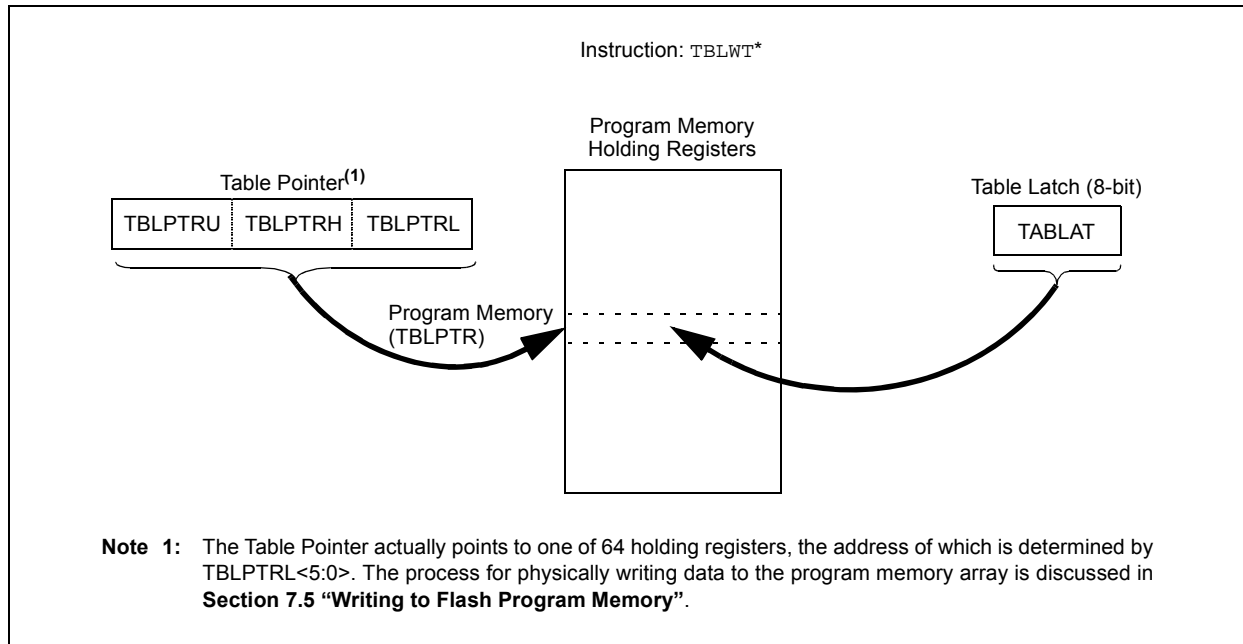 Instruction: TBLWT*
Program Memory
Holding Registers
Table Pointer(1)
Table Latch (8-bit)
TBLPTRU TBLPTRH TBLPTRL
TABLAT
Program Memory
(TBLPTR)
Note 1: The Table Pointer actually points to one of 64 holding registers, the address of which is determined by
TBLPTRL<5:0>. The process for physically writing data to the program memory array is discussed in
Section 7.5 “Writing to Flash Program Memory”.